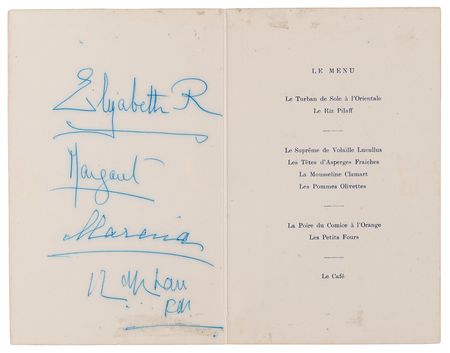 Elizabeth R
Margaret
Marina
LE MENU
Le Turban de Sole à l'Orientale
Le Riz Pilaff
Le Suprême de Volaille Lucullus
Les Têtes d'Asperges Fraiches
La Mousseline Clamart
Les Pommes Olivettes
La Poire du Comice à l'Orange
Les Petits Fours
Le Café